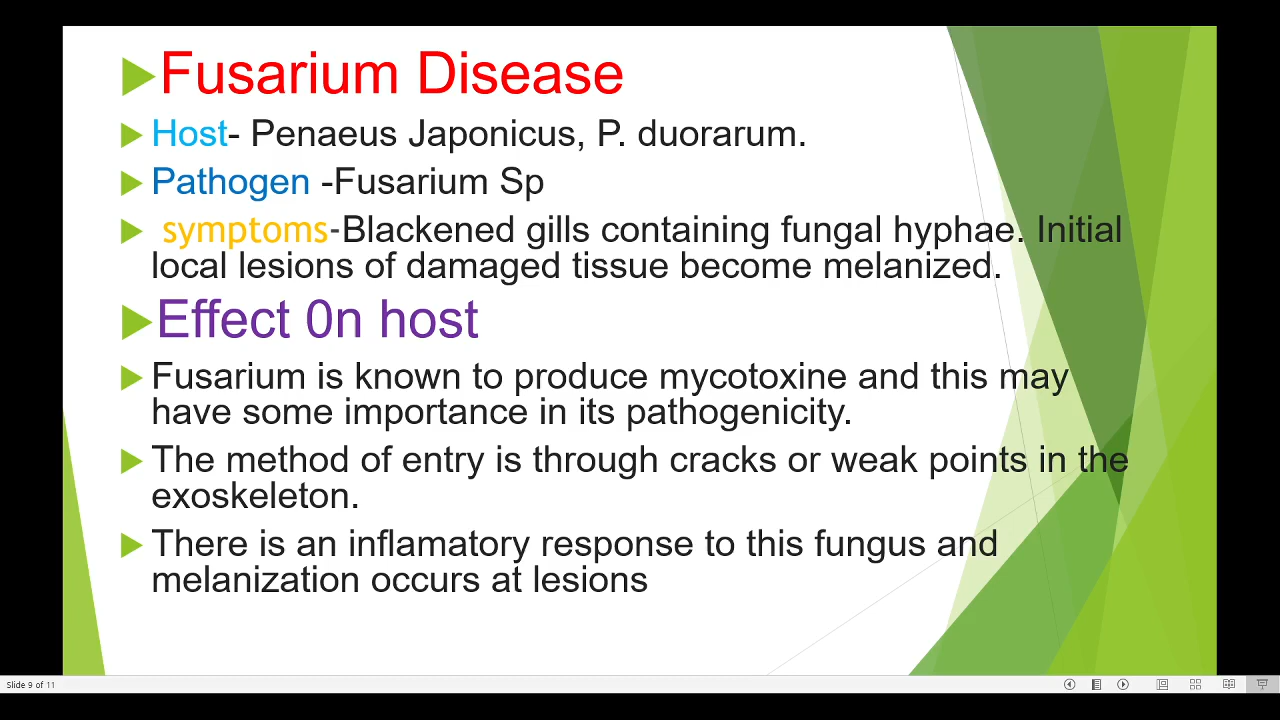 Fusarium Disease
Host- Penaeus Japonicus, P. duorarum.
Pathogen -Fusarium Sp
symptoms-Blackened gills containing fungal hyphae. Initial
local lesions of damaged tissue become melanized.
Effect 0n host
Fusarium is known to produce mycotoxine and this may
have some importance in its pathogenicity.
The method of entry is through cracks or weak points in the
exoskeleton.
There is an inflamatory response to this fungus and
melanization occurs at lesions
Slide 9 of 11